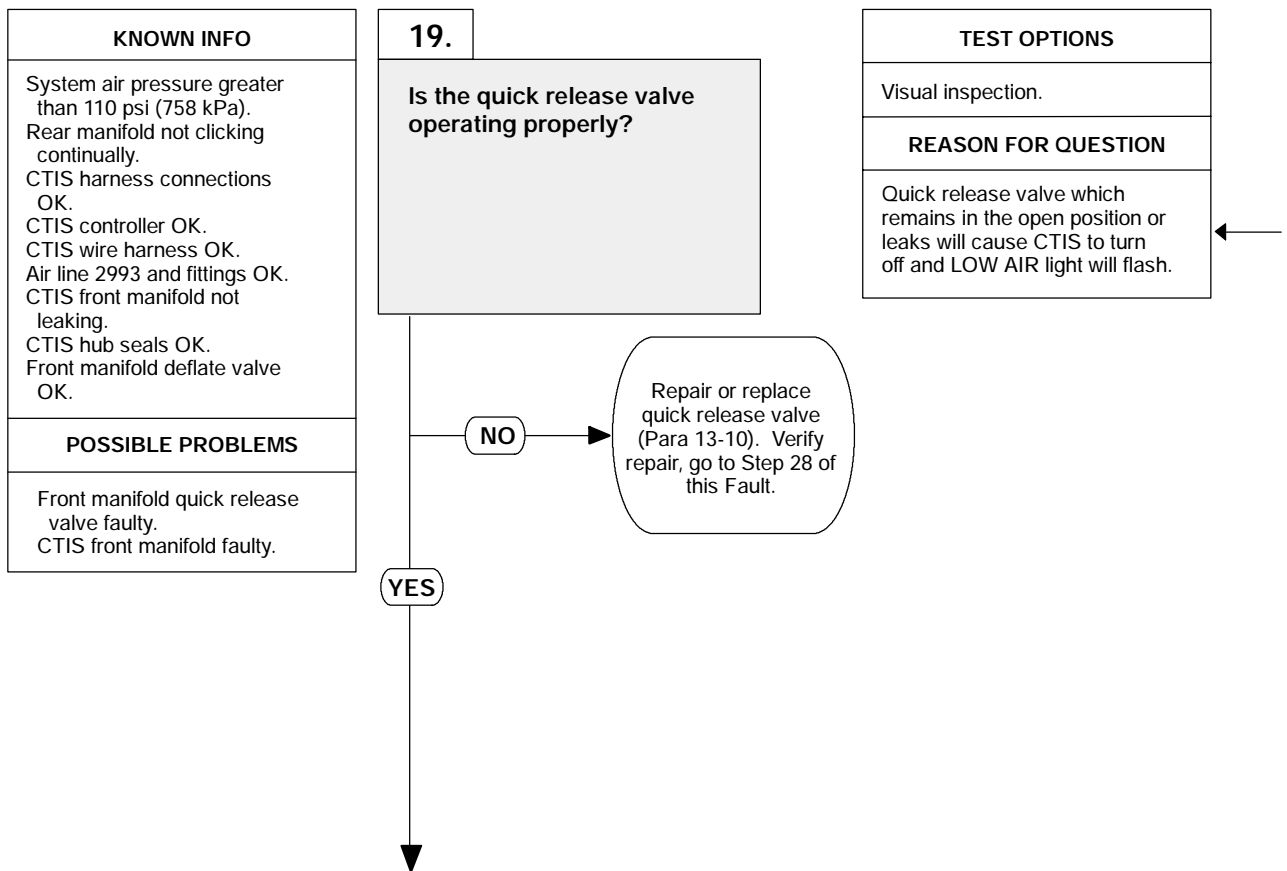 KNOWN INFO
System air pressure greater
than 110 psi (758 kPa).
Rear manifold not clicking
continually.
CTIS harness connections
OK.
CTIS controller OK.
CTIS wire harness OK.
Air line 2993 and fittings OK.
CTIS front manifold not
leaking.
CTIS hub seals OK.
Front manifold deflate valve
OK.
POSSIBLE PROBLEMS
Front manifold quick release
valve faulty.
CTIS front manifold faulty.
19.
Is the quick release valve
operating properly?
TEST OPTIONS
Visual inspection.
REASON FOR QUESTION
Quick release valve which
remains in the open position or
leaks will cause CTIS to turn
off and LOW AIR light will flash.
NO
Repair or replace
quick release valve
(Para 13-10). Verify
repair, go to Step 28 of
this Fault.
YES